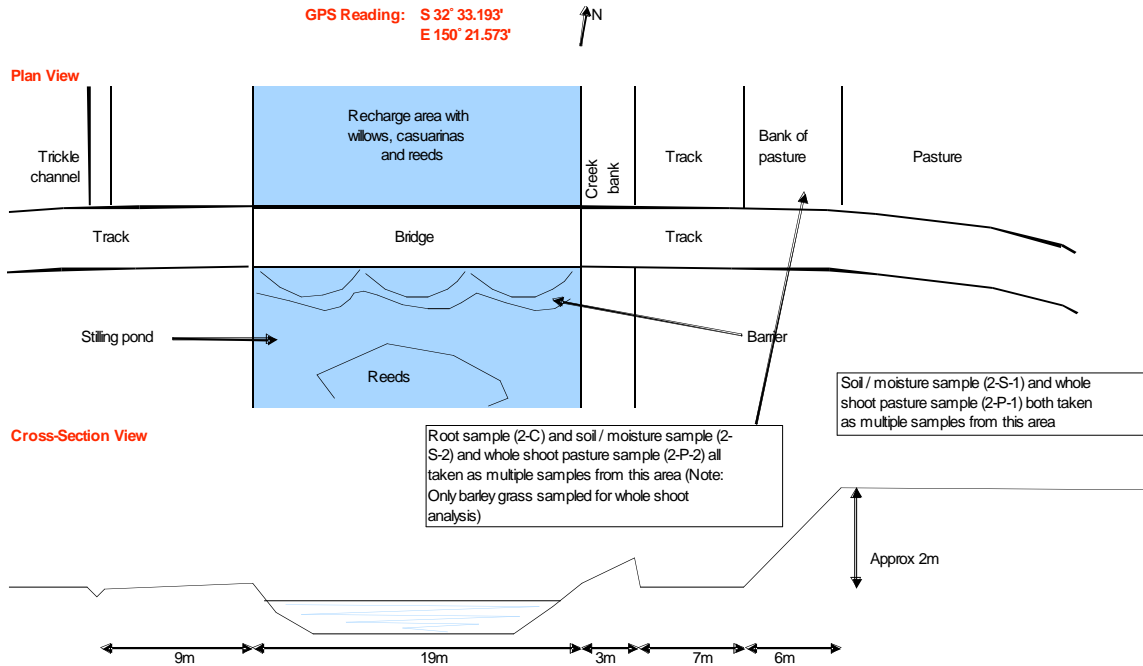 GPS Reading: S 32° 33.193'
E 150° 21.573'
N
Plan View
Recharge area with
willows, casuarinas
and reeds
Trickle
channel
Creek
bank
Track
Bank of
pasture
Pasture
Track
Bridge
Track
Stilling pond
Barrier
Reeds
Soil / moisture sample (2-S-1) and whole
shoot pasture sample (2-P-1) both taken
as multiple samples from this area
Cross-Section View
Root sample (2-C) and soil / moisture sample (2-
S-2) and whole shoot pasture sample (2-P-2) all
taken as multiple samples from this area (Note:
Only barley grass sampled for whole shoot
analysis)
Approx 2m
9m
19m
3m
7m
6m